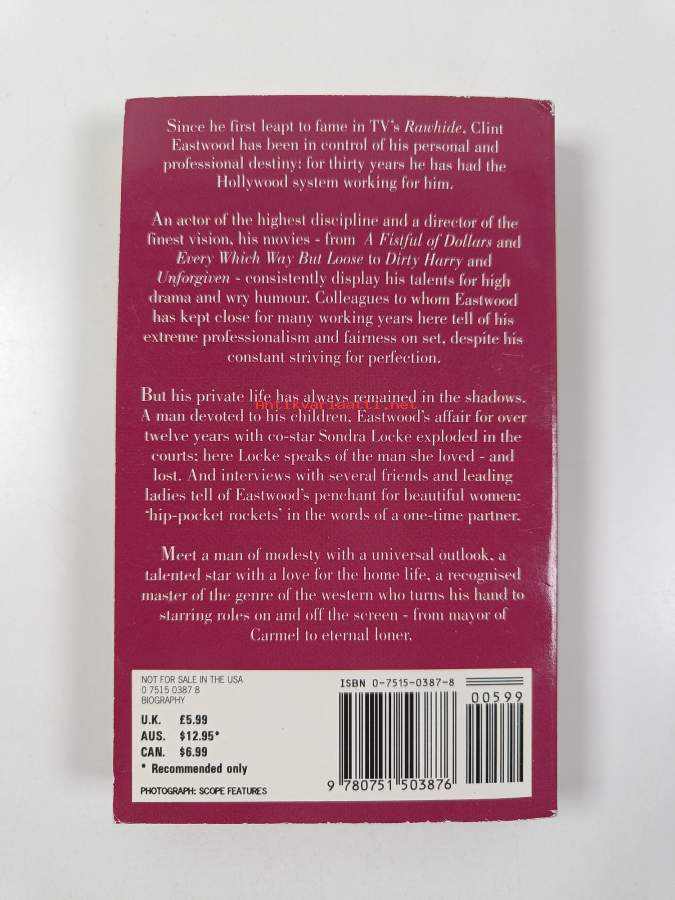 Since he first leapt to fame in TV's Rawhide, Clint
Eastwood has been in control of his personal and
professional destiny: for thirty years he has had the
Hollywood system working for him.
An actor of the highest discipline and a director of the
finest vision, his movies - from A Fistful of Dollars and
Every Which Way But Loose to Dirty Harry and
Unforgiven - consistently display his talents for high
drama and wry humour. Colleagues to whom Eastwood
has kept close for many working years here tell of his
extreme professionalism and fairness on set, despite his
constant striving for perfection.
But his private life has always remained in the shadows.
Antikvariaatti.net
A man devoted to his children, Eastwood's affair for over
twelve years with co-star Sondra Locke exploded in the
courts: here Locke speaks of the man she loved - and
lost. And interviews with several friends and leading
ladies tell of Eastwood's penchant for beautiful women:
'hip-pocket rockets' in the words of a one-time partner.
Meet a man of modesty with a universal outlook, a
talented star with a love for the home life, a recognised
master of the genre of the western who turns his hand to
starring roles on and off the screen - from mayor of
Carmel to eternal loner.
NOT FOR SALE IN THE USA
0 7515 0387 8
BIOGRAPHY
U.K. £5.99
AUS. $12.95*
CAN. $6.99
* Recommended only
PHOTOGRAPH: SCOPE FEATURES
ISBN 0-7515-0387-8
00599
9 780751 503876